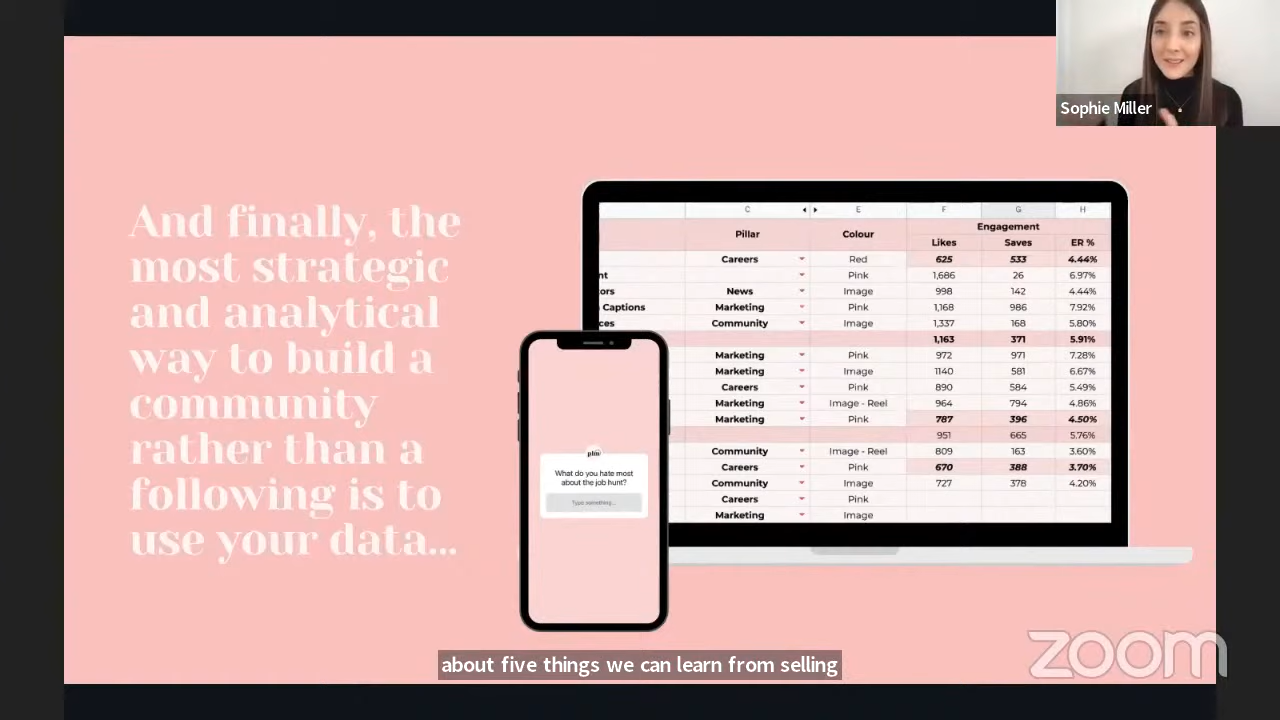 Sophie Miller
And finally, the
most strategic
and analytical
way to build a
community
rather than a
following is to
use your data...
C E F G H
Pillar Colour Engagement
Likes Saves ER %
Careers Red 625 533 4.44%
nt Pink 1,686 26 6.97%
ors News Image 998 142 4.44%
Captions Marketing Pink 1,168 986 7.92%
ces Community Image 1,337 168 5.80%
1,163 371 5.91%
Marketing Pink 972 971 7.28%
Marketing Image 1140 581 6.67%
Careers Pink 890 584 5.49%
Marketing Image - Reel 964 794 4.86%
Marketing Pink 787 396 4.50%
951 665 5.76%
Community Image - Reel 809 163 3.60%
Careers Pink 670 388 3.70%
Community Image 727 378 4.20%
Careers Pink
Marketing Image
What do you hate most
about the job hunt?
Type something...
about five things we can learn from selling
zoom